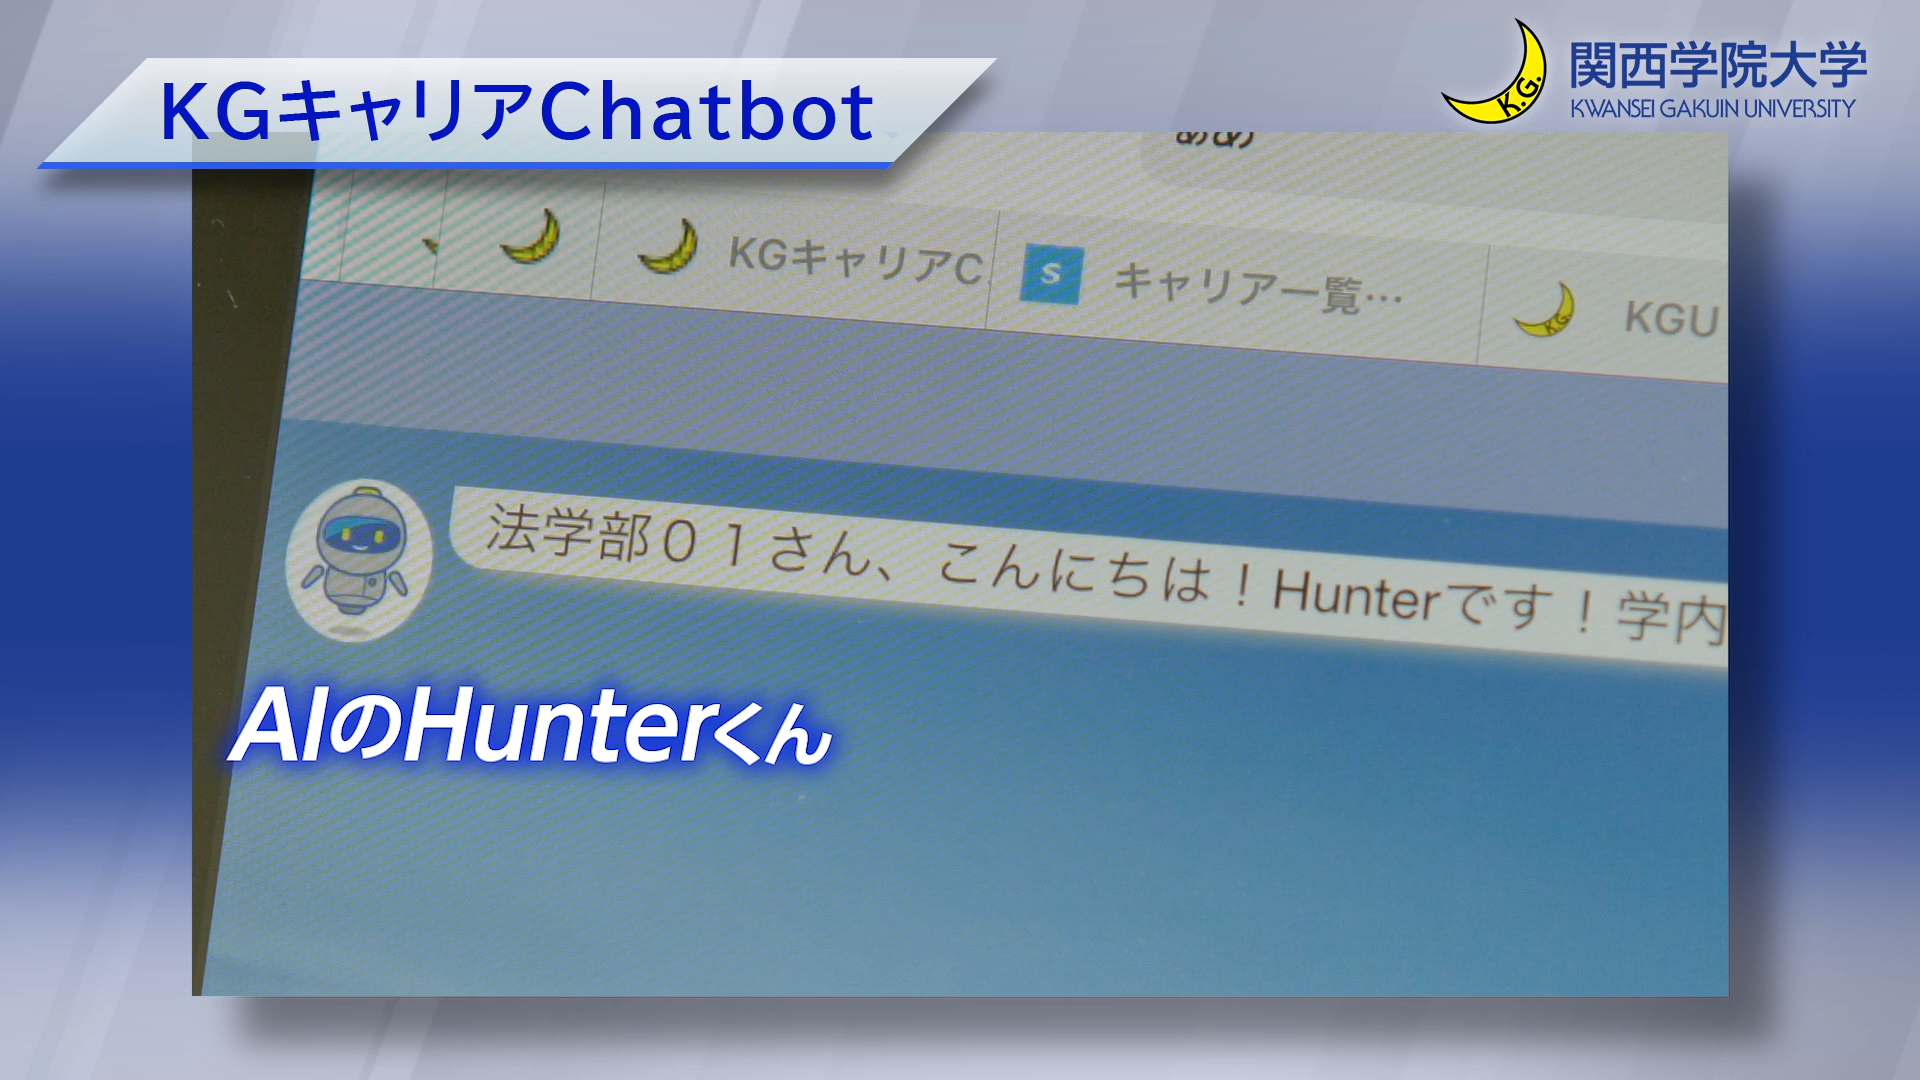 KGキャリアChatbot
K.G.
関西学院大学
KWANSEI GAKUIN UNIVERSITY
KGキャリアC
S
キャリア一覧…
KG
KGU
法学部０１さん、こんにちは！Hunterです！学内
AIのHunterくん